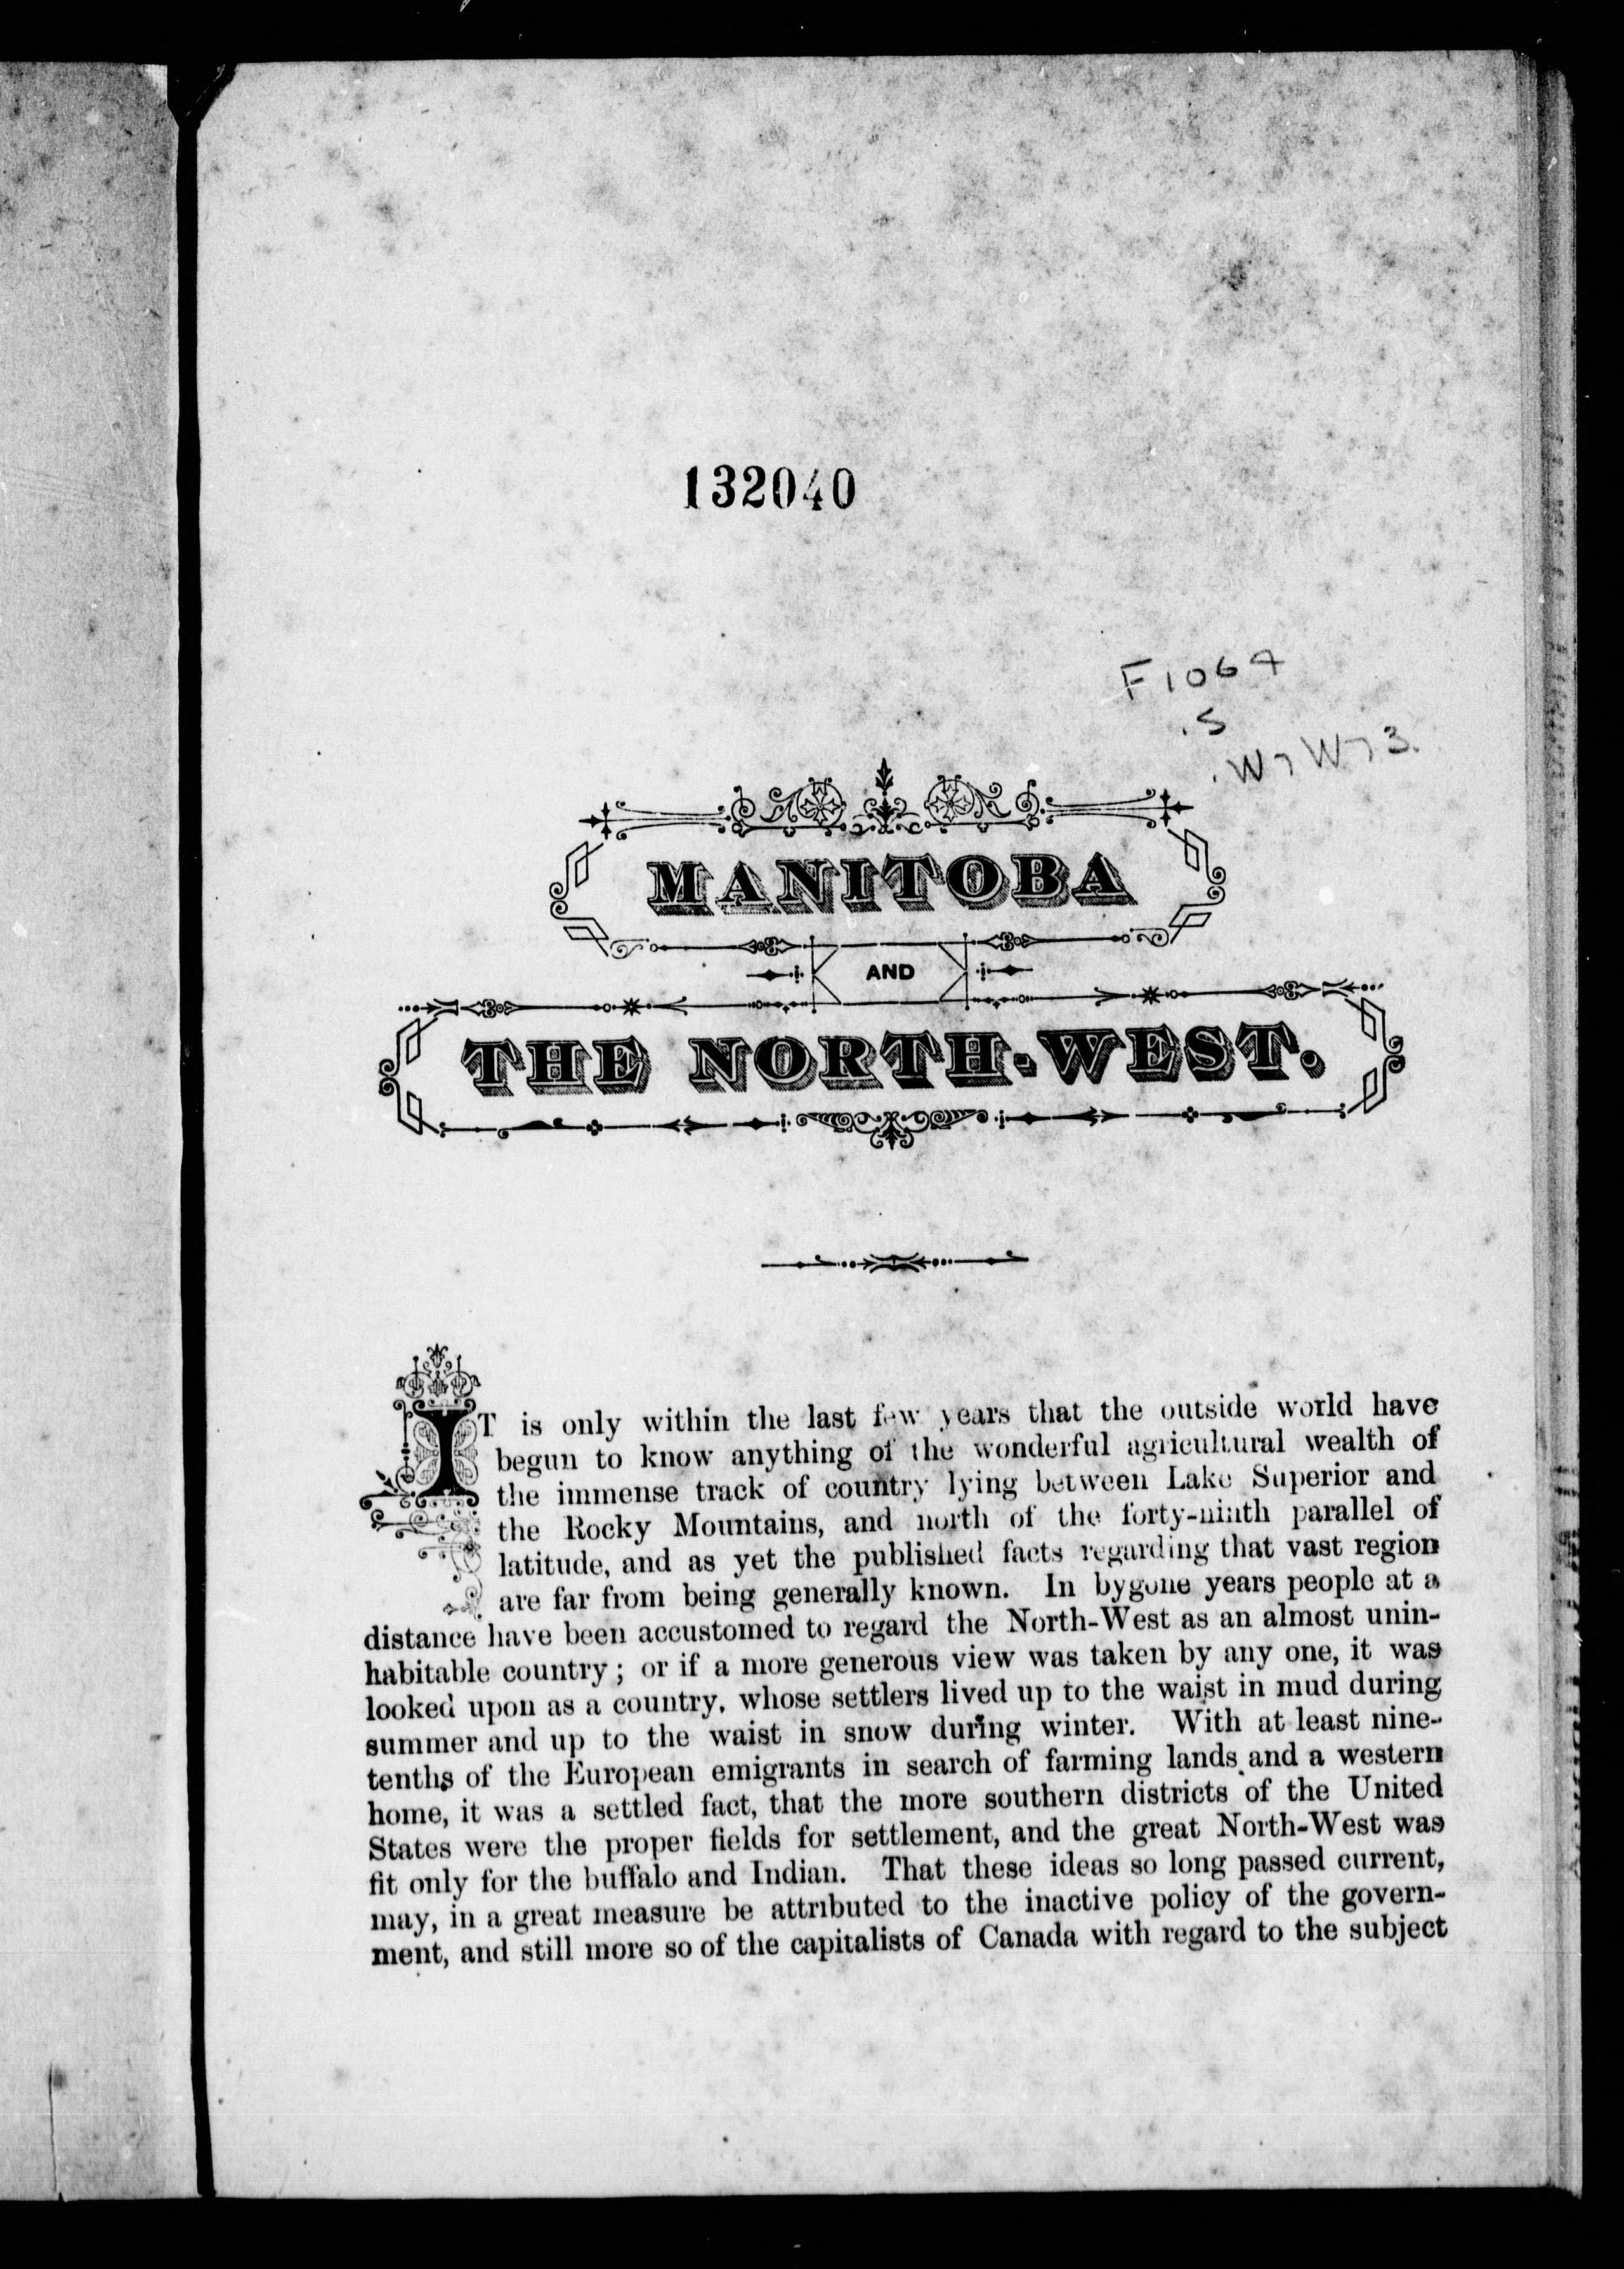 132040
F1064
.S
.W7W73.
MANITOBA
AND
THE NORTH-WEST.
IT is only within the last few years that the outside world have
begun to know anything of the wonderful agricultural wealth of
the immense track of country lying between Lake Superior and
the Rocky Mountains, and north of the forty-ninth parallel of
latitude, and as yet the published facts regarding that vast region
are far from being generally known. In bygone years people at a
distance have been accustomed to regard the North-West as an almost unin-
habitable country; or if a more generous view was taken by any one, it was
looked upon as a country, whose settlers lived up to the waist in mud during
summer and up to the waist in snow during winter. With at least nine-
tenths of the European emigrants in search of farming lands and a western
home, it was a settled fact, that the more southern districts of the United
States were the proper fields for settlement, and the great North-West was
fit only for the buffalo and Indian. That these ideas so long passed current,
may, in a great measure be attributed to the inactive policy of the govern-
ment, and still more so of the capitalists of Canada with regard to the subject